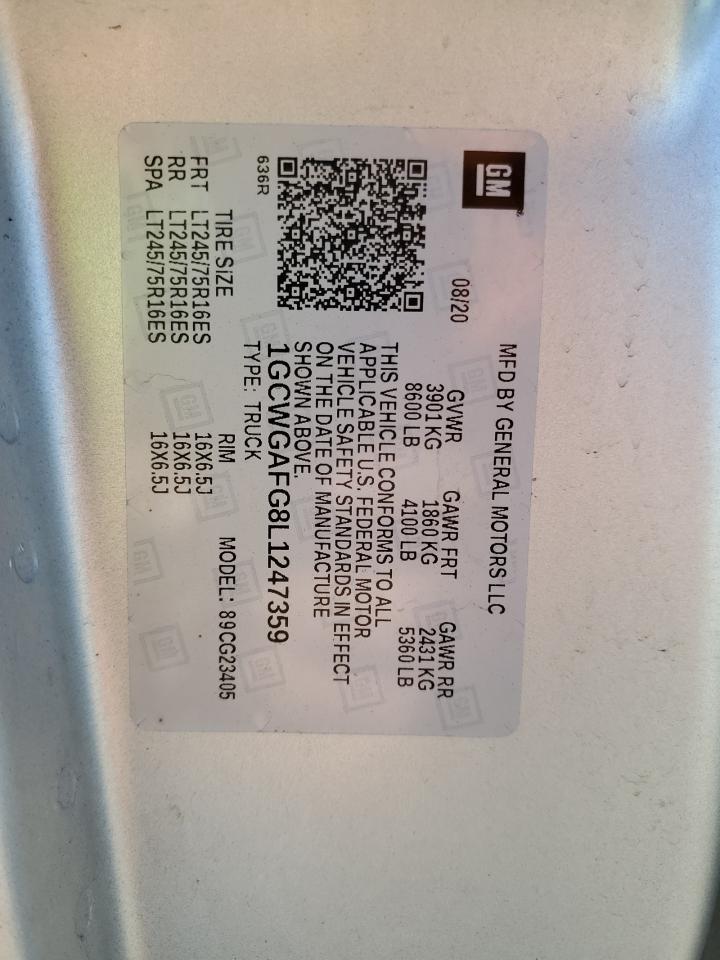 GM
MFD BY GENERAL MOTORS LLC
08/20
GVWR GAWR FRT GAWR RR
3901 KG 1860 KG 2431 KG
8600 LB 4100 LB 5360 LB
THIS VEHICLE CONFORMS TO ALL
APPLICABLE U.S. FEDERAL MOTOR
VEHICLE SAFETY STANDARDS IN EFFECT
ON THE DATE OF MANUFACTURE
SHOWN ABOVE.
1GCWGAFG8L1247359
636R
TYPE: TRUCK
TIRE SIZE RIM MODEL: 89CG23405
FRT LT245/75R16ES 16X6.5J
RR LT245/75R16ES 16X6.5J
SPA LT245/75R16ES 16X6.5J